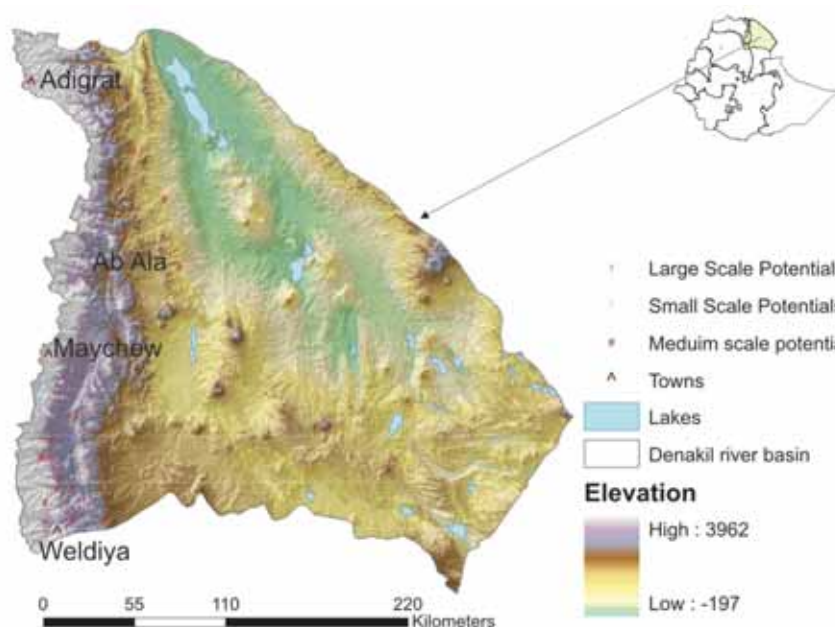 Adigrat
Ab Ala
Maychew
Weldiya
Large Scale Potential
Small Scale Potentials
Meduim scale potentia
Towns
Lakes
Denakil river basin
Elevation
High : 3962
Low : -197
0 55 110 220
Kilometers